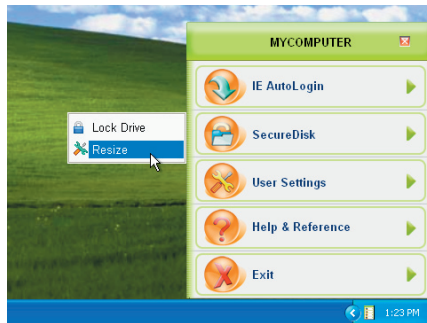 MYCOMPUTER
IE AutoLogin
SecureDisk
User Settings
Help & Reference
Exit
Lock Drive
Resize
1:23 PM